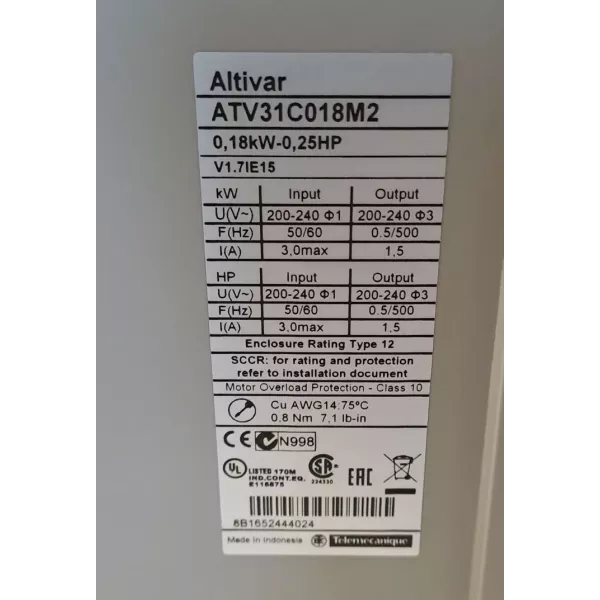 Altivar
ATV31C018M2
0,18kW-0,25HP
V1.7IE15
kW Input Output
U(V~) 200-240 Φ1 200-240 Φ3
F(Hz) 50/60 0.5/500
I(A) 3,0max 1,5
HP Input Output
U(V~) 200-240 Φ1 200-240 Φ3
F(Hz) 50/60 0.5/500
I(A) 3,0max 1,5
Enclosure Rating Type 12
SCCR: for rating and protection
refer to installation document
Motor Overload Protection - Class 10
Cu AWG14;75°C
0.8 Nm 7,1 lb-in
CE N998
UL LISTED 170M
IND.CONT.EQ.
E116875
SA
224330
EAC
8B1652444024
Made in Indonesia Telemecanique